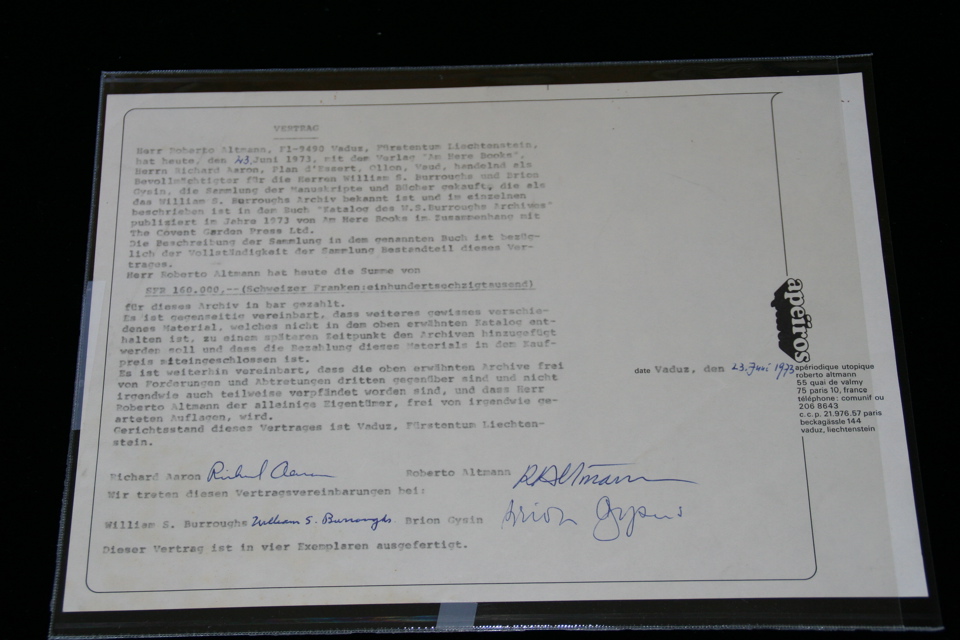 VERTRAG
Herr Roberto Altmann, Fl-9490 Vaduz, Fürstentum Liechtenstein,
hat heute, den 23.Juni 1973, mit dem Verlag "Am Here Books",
Herrn Richard Aaron, Plan d'Essert, Ollon, Vaud, handelnd als
Bevollmächtigter für die Herren William S. Burroughs und Brion
Gysin, die Sammlung der Manuskripte und Bücher gekauft, die als
das William S. Burroughs Archiv bekannt ist und im einzelnen
beschrieben ist in dem Buch "Katalog des W.S.Burroughs Archives"
publiziert im Jahre 1973 von Am Here Books im Zusammenhang mit
The Covent Garden Press Ltd.
Die Beschreibung der Sammlung in dem genannten Buch ist bezüg-
lich der Vollständigkeit der Sammlung Bestandteil dieses Ver-
trages.
Herr Roberto Altmann hat heute die Summe von
SFR 160.000,--(Schweizer Franken:einhundertsechzigtausend)
für dieses Archiv in bar gezahlt.
Es ist gegenseitig vereinbart, dass weiteres gewisses verschie-
denes Material, welches nicht in dem oben erwähnten Katalog ent-
halten ist, zu einem späteren Zeitpunkt den Archiven hinzugefügt
werden soll und dass die Bezahlung dieses Materials in dem Kauf-
preis miteingeschlossen ist.
Es ist weiterhin vereinbart, dass die oben erwähnten Archive frei
von Forderungen und Abtretungen dritten gegenüber sind und nicht
irgendwie auch teilweise verpfändet worden sind, und dass Herr
Roberto Altmann der alleinige Eigentümer, frei von irgendwie ge-
arteten Auflagen, wird.
Gerichtsstand dieses Vertrages ist Vaduz, Fürstentum Liechten-
stein.
Richard Aaron Richard Aaron Roberto Altmann R Altmann
Wir treten diesen Vertragsvereinbarungen bei:
William S. Burroughs William S. Burroughs Brion Gysin Brion Gysin
Dieser Vertrag ist in vier Exemplaren ausgefertigt.
apeïros
date Vaduz, den 23.Juni 1973
apériodique utopique
roberto altmann
55 quai de valmy
75 paris 10, france
téléphone: comunif ou
206 8643
c.c.p. 21.976.57 paris
beckagässle 144
vaduz, liechtenstein